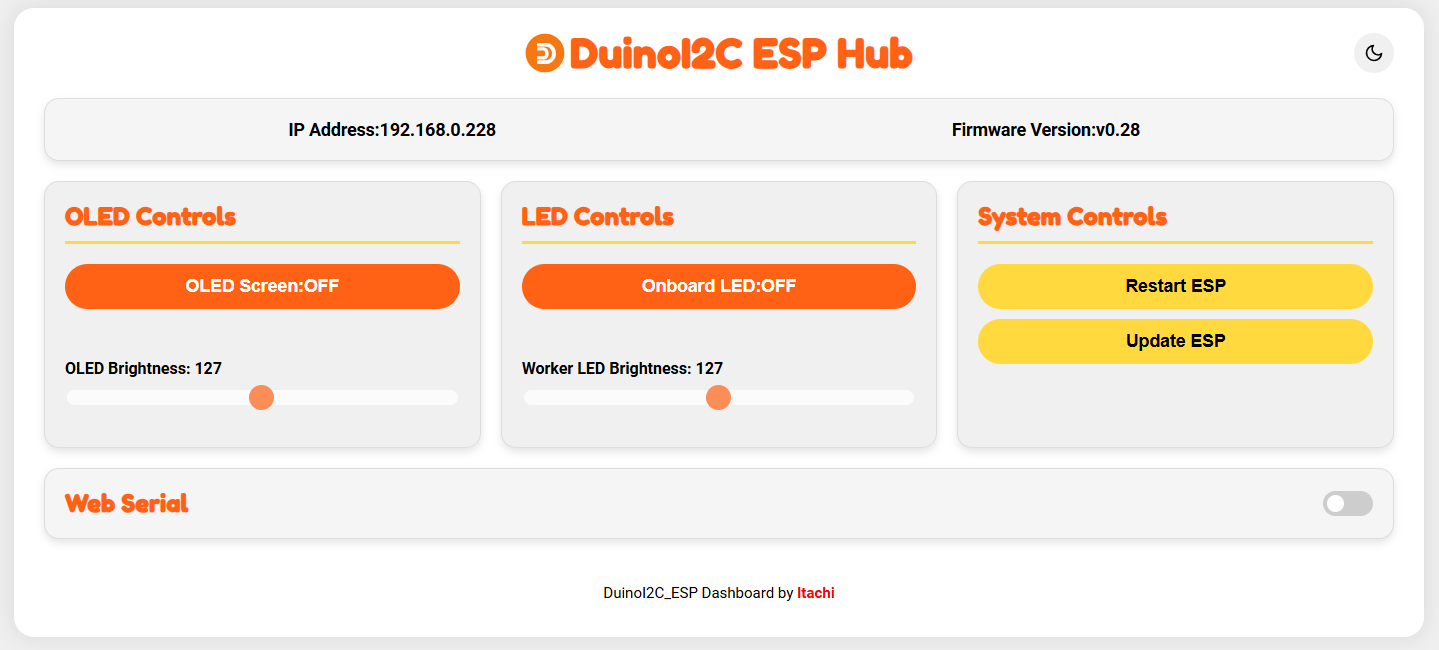 DuinoI2C ESP Hub
IP Address:192.168.0.228
Firmware Version:v0.28
OLED Controls
OLED Screen:OFF
OLED Brightness: 127
LED Controls
Onboard LED:OFF
Worker LED Brightness: 127
System Controls
Restart ESP
Update ESP
Web Serial
DuinoI2C_ESP Dashboard by Itachi